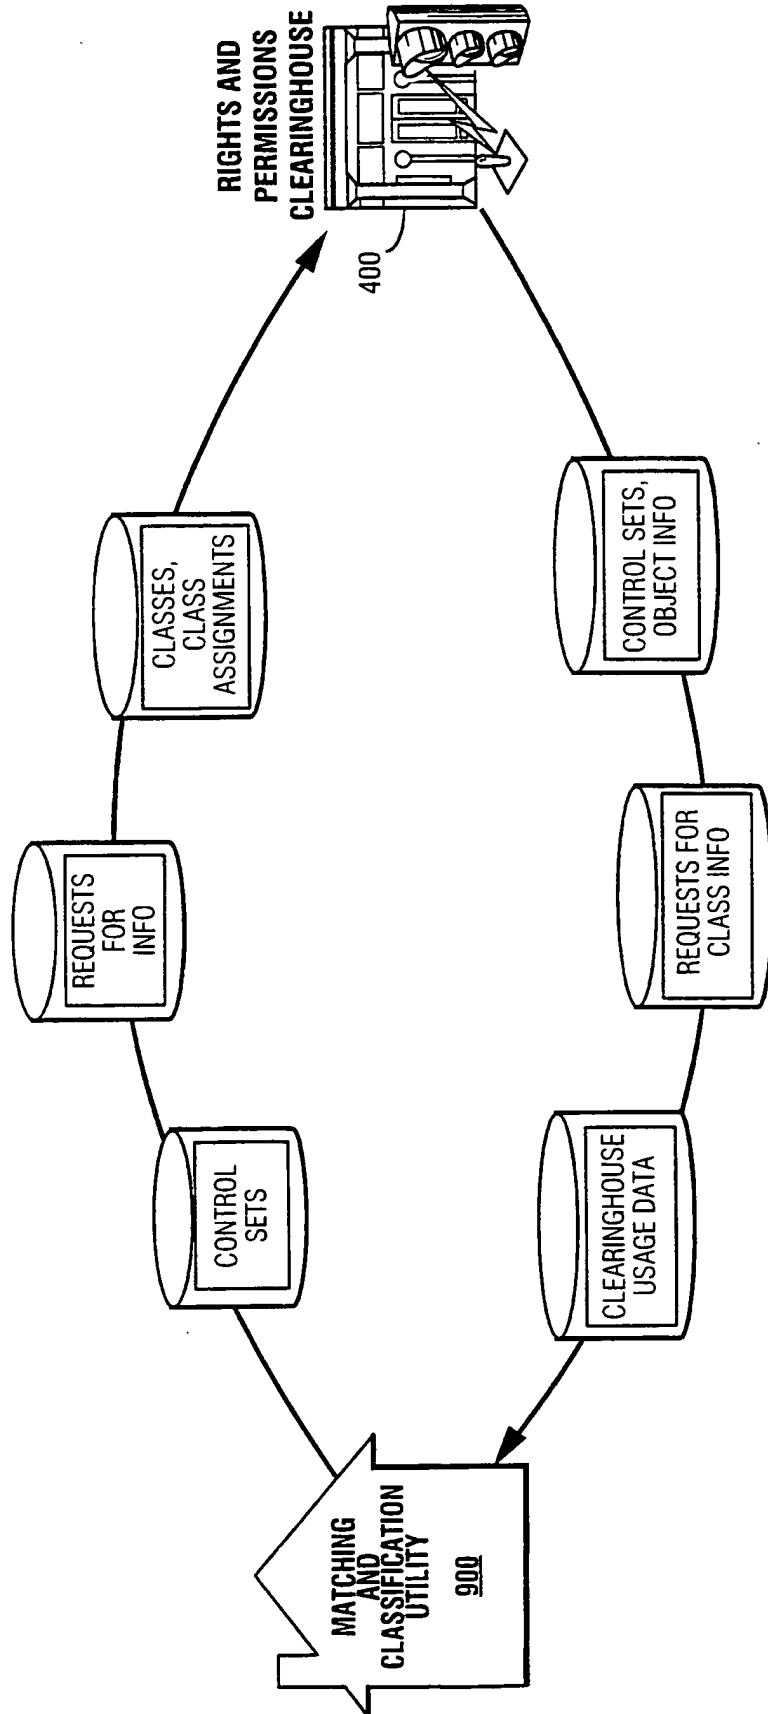 RIGHTS AND
PERMISSIONS
CLEARINGHOUSE
400
CLASSES,
CLASS
ASSIGNMENTS
REQUESTS
FOR
INFO
CONTROL
SETS
MATCHING
AND
CLASSIFICATION
UTILITY
900
CLEARINGHOUSE
USAGE DATA
REQUESTS FOR
CLASS INFO
CONTROL SETS,
OBJECT INFO